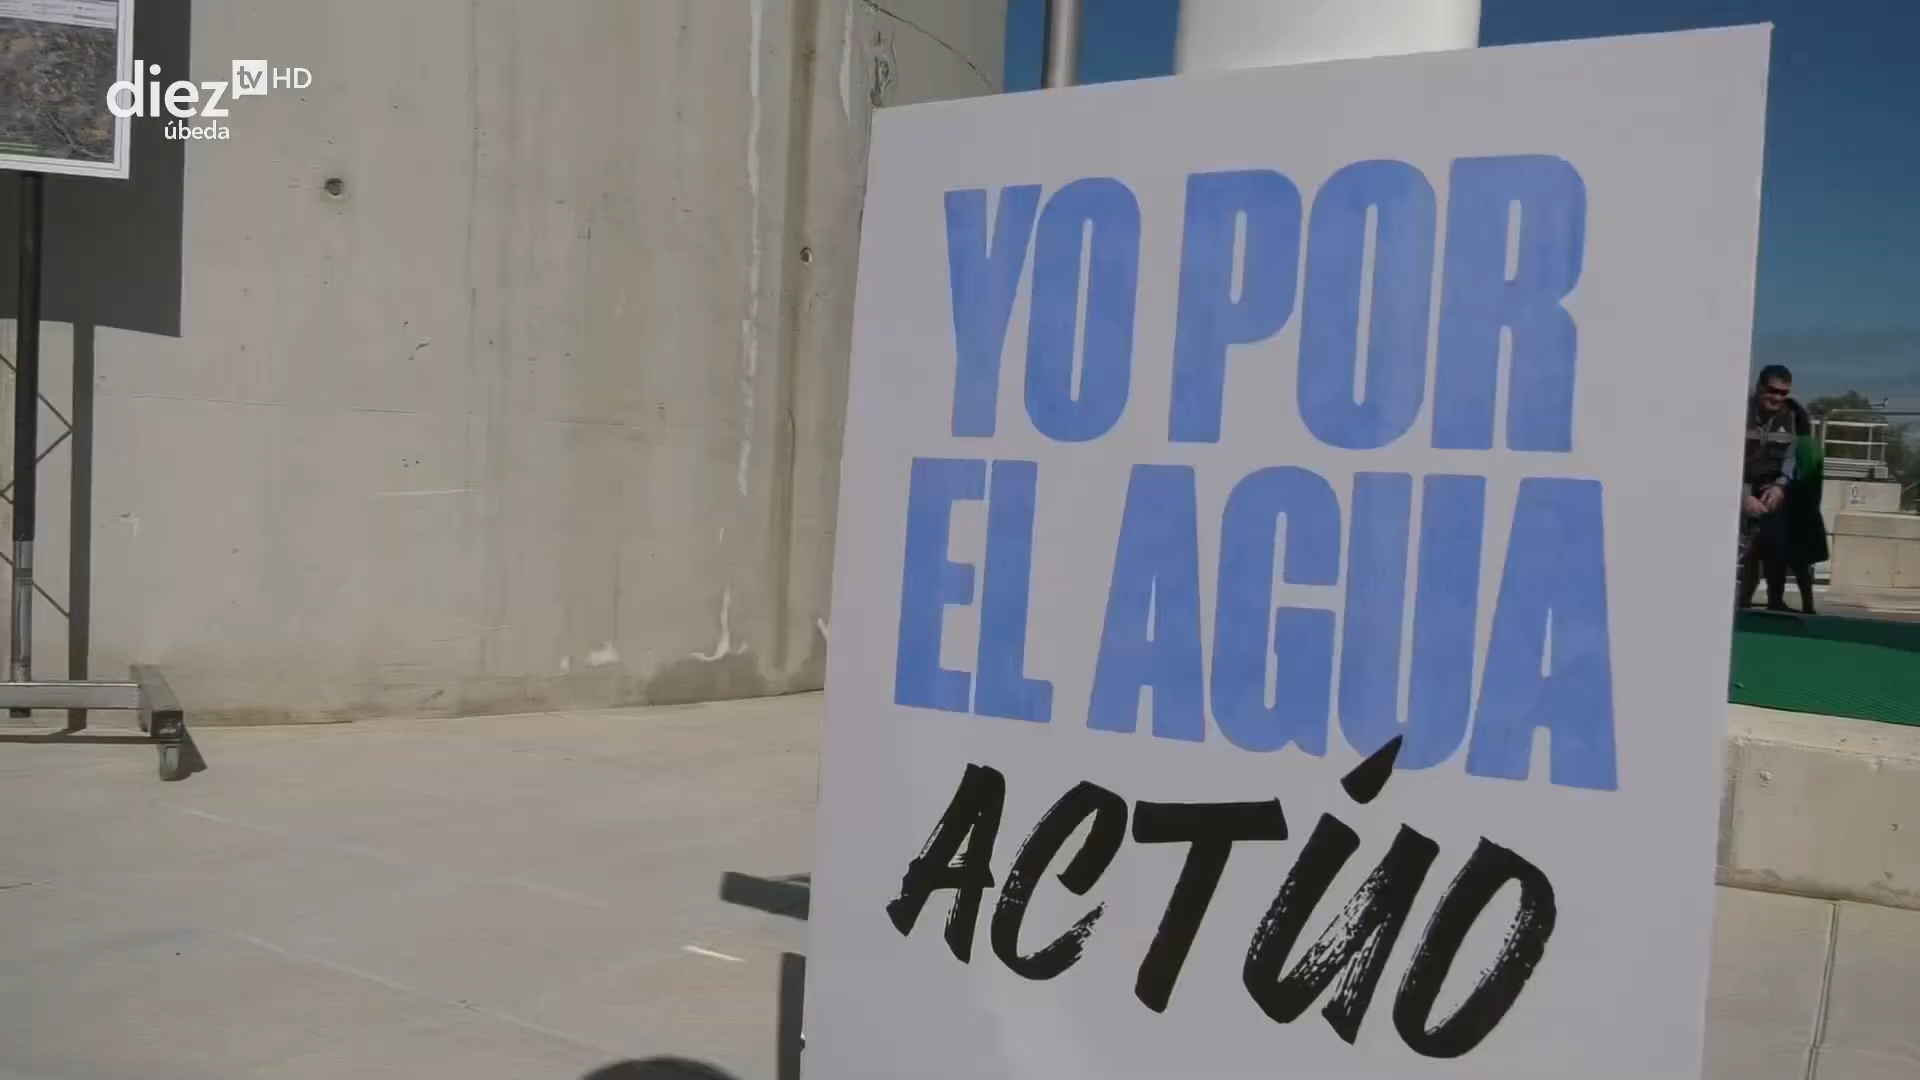 diez tv HD
úbeda
YO POR
EL AGUA
ACTÚO